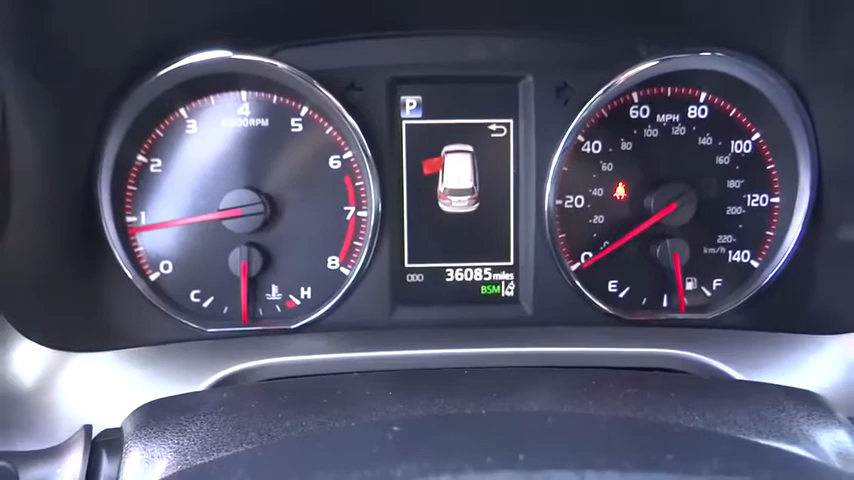 0 1 2 3 4 5 6 7 8
x1000rpm
C H
P
ODO 36085 miles
BSM
0 20 40 60 80 100 120 140
MPH
20 40 60 80 100 120 140 160 180 200 220
km/h
E F